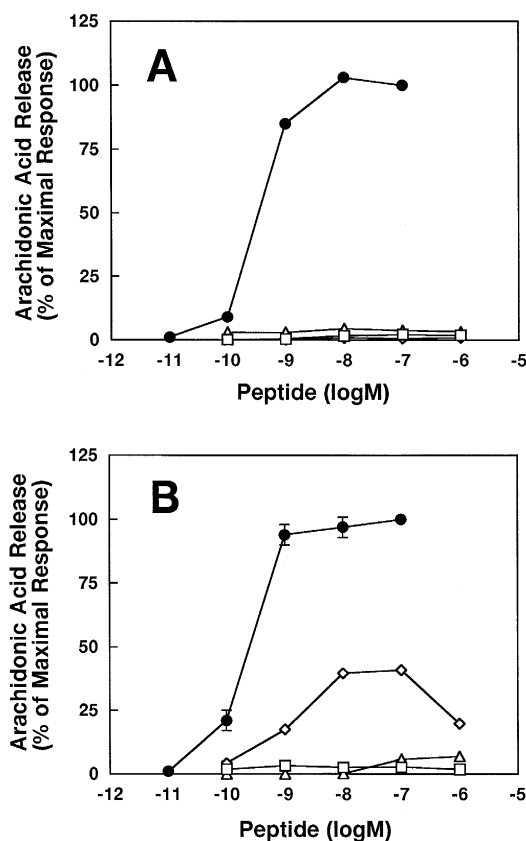 125
100
75
50
25
0
A
Arachidonic Acid Release
(% of Maximal Response)
-12 -11 -10 -9 -8 -7 -6 -5
Peptide (logM)
125
100
75
50
25
0
B
Arachidonic Acid Release
(% of Maximal Response)
-12 -11 -10 -9 -8 -7 -6 -5
Peptide (logM)